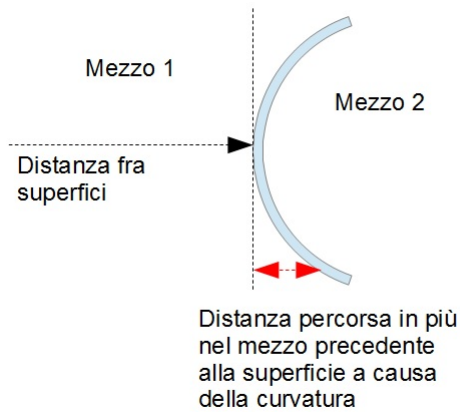 Mezzo 1
Mezzo 2
Distanza fra
superfici
Distanza percorsa in più
nel mezzo precedente
alla superficie a causa
della curvatura